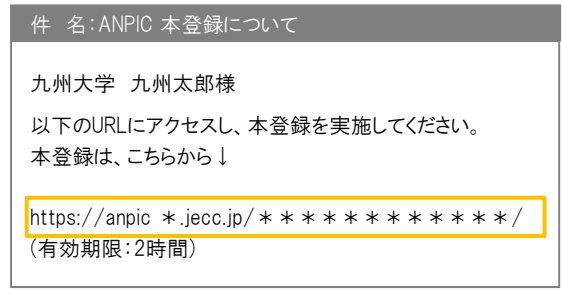 件　名：ANPIC 本登録について
九州大学　九州太郎様
以下のURLにアクセスし、本登録を実施してください。
本登録は、こちらから↓
https://anpic ＊.jecc.jp/＊＊＊＊＊＊＊＊＊＊＊＊/
（有効期限：2時間）